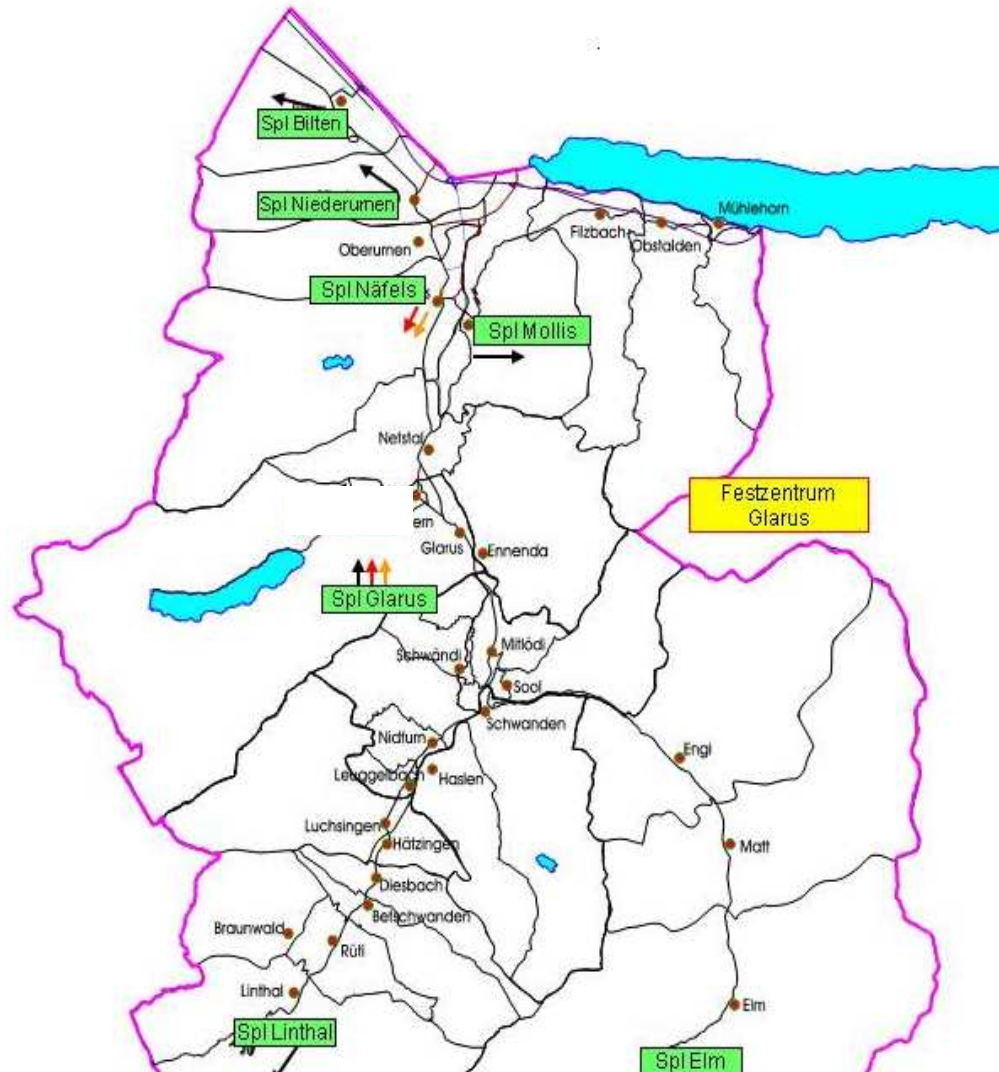 Spl Bilten
Spl Niederurnen
Mühlehorn
Filzbach
Obstalden
Oberurnen
Spl Näfels
Spl Mollis
Netstal
Festzentrum
Glarus
ern
Glarus
Ennenda
Spl Glarus
Mitlödi
Schwändi
Sool
Schwanden
Nidfurn
Engi
Leuggelbach
Haslen
Luchsingen
Hätzingen
Matt
Diesbach
Betschwanden
Braunwald
Rüti
Linthal
Elm
Spl Linthal
Spl Elm